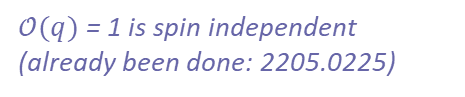 𝒪(q) = 1 is spin independent
(already been done: 2205.0225)